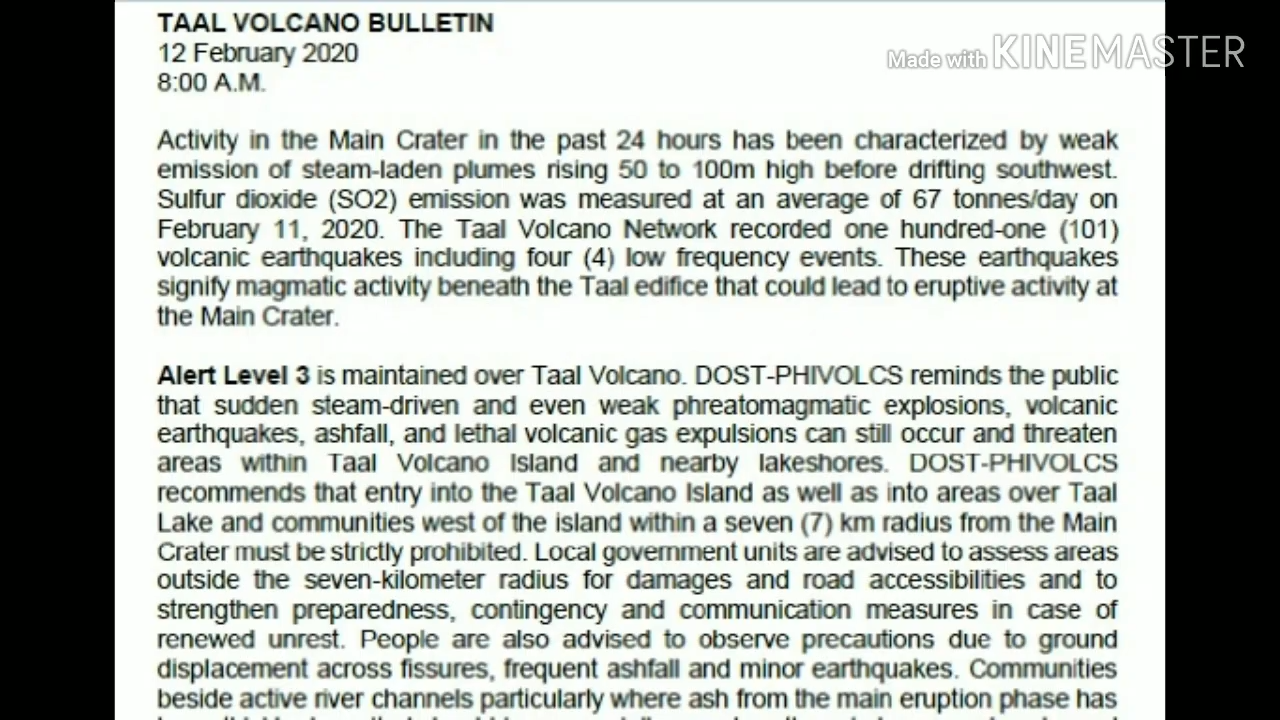 TAAL VOLCANO BULLETIN
12 February 2020
8:00 A.M.
Made with KINEMASTER
Activity in the Main Crater in the past 24 hours has been characterized by weak
emission of steam-laden plumes rising 50 to 100m high before drifting southwest.
Sulfur dioxide (SO2) emission was measured at an average of 67 tonnes/day on
February 11, 2020. The Taal Volcano Network recorded one hundred-one (101)
volcanic earthquakes including four (4) low frequency events. These earthquakes
signify magmatic activity beneath the Taal edifice that could lead to eruptive activity at
the Main Crater.
Alert Level 3 is maintained over Taal Volcano. DOST-PHIVOLCS reminds the public
that sudden steam-driven and even weak phreatomagmatic explosions, volcanic
earthquakes, ashfall, and lethal volcanic gas expulsions can still occur and threaten
areas within Taal Volcano Island and nearby lakeshores. DOST-PHIVOLCS
recommends that entry into the Taal Volcano Island as well as into areas over Taal
Lake and communities west of the island within a seven (7) km radius from the Main
Crater must be strictly prohibited. Local government units are advised to assess areas
outside the seven-kilometer radius for damages and road accessibilities and to
strengthen preparedness, contingency and communication measures in case of
renewed unrest. People are also advised to observe precautions due to ground
displacement across fissures, frequent ashfall and minor earthquakes. Communities
beside active river channels particularly where ash from the main eruption phase has